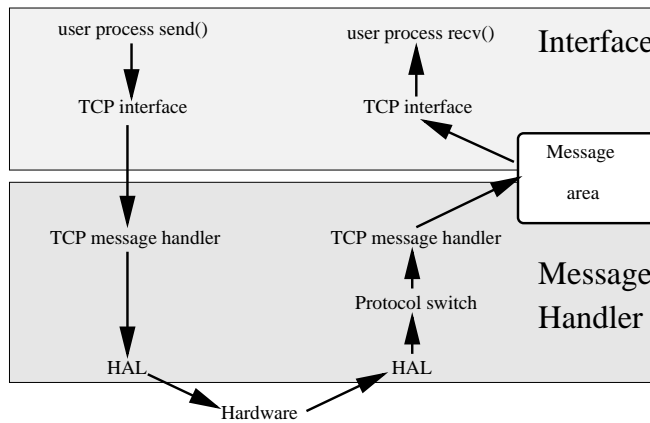 user process send()
user process recv()
Interface
TCP interface
TCP interface
Message
area
TCP message handler
TCP message handler
Message
Handler
Protocol switch
HAL
HAL
Hardware